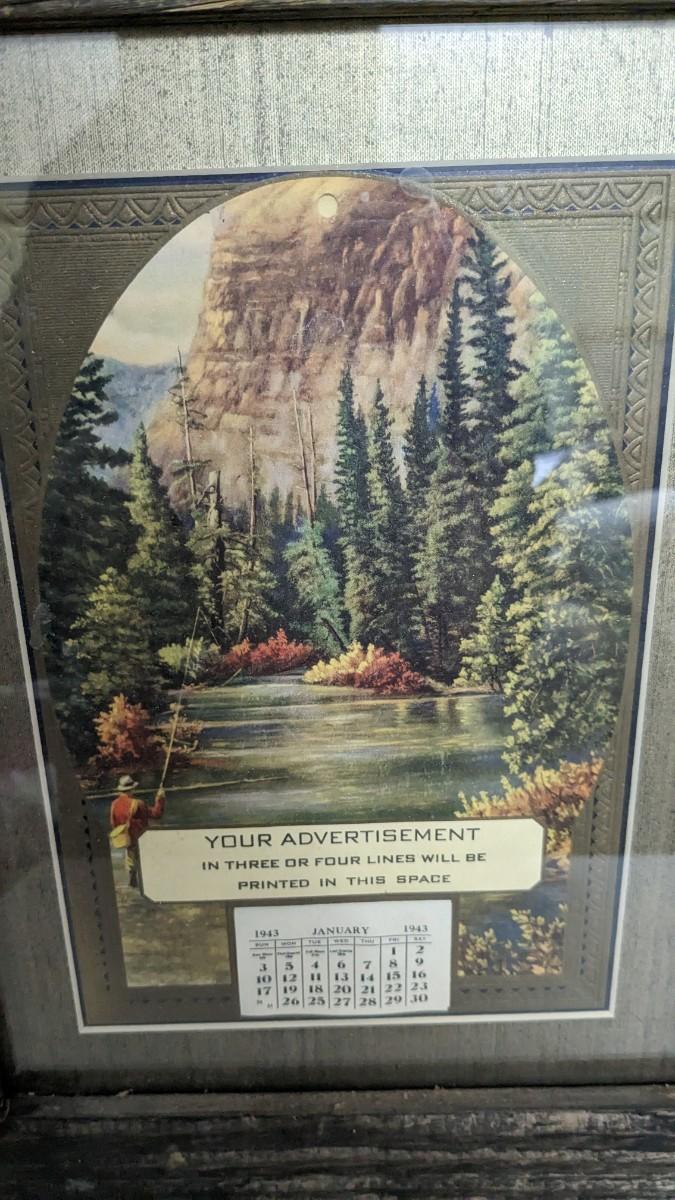 YOUR ADVERTISEMENT
IN THREE OR FOUR LINES WILL BE
PRINTED IN THIS SPACE
1943 JANUARY 1943
SUN MON TUE WED THU FRI SAT
1 2
3 5 4 6 7 8 9
10 12 11 13 14 15 16
17 19 18 20 21 22 23
26 25 27 28 29 30